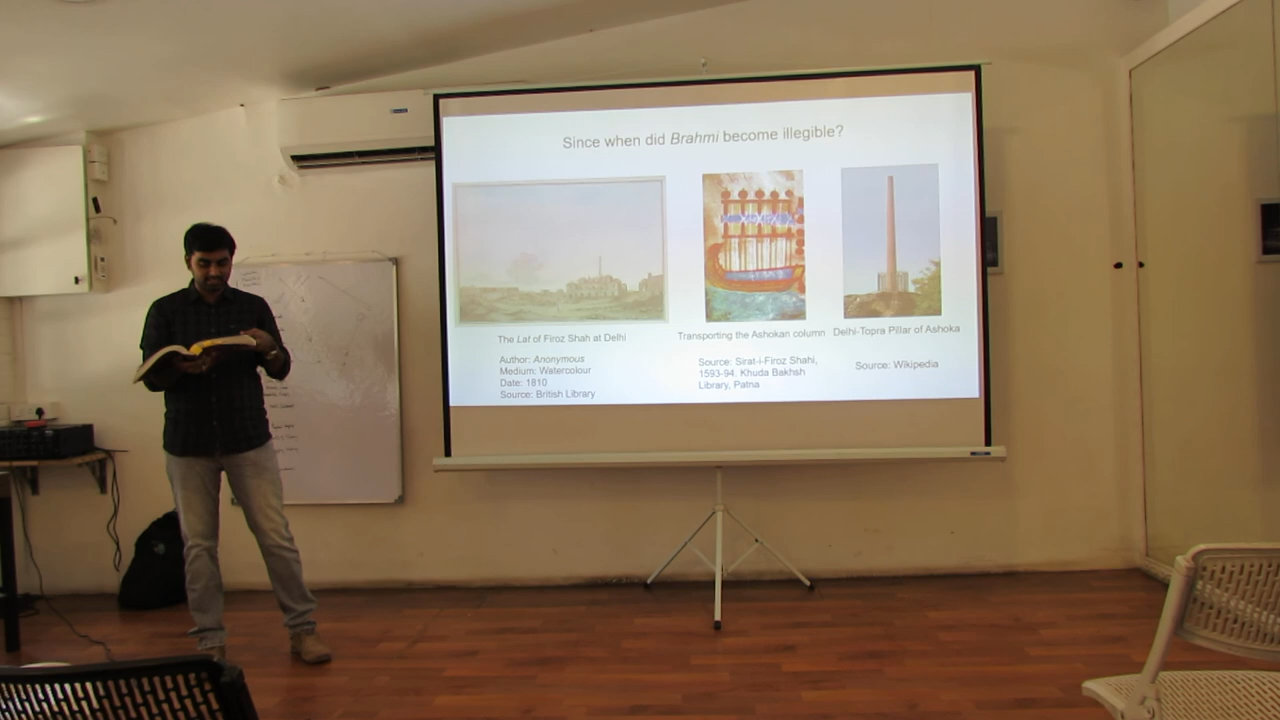 Since when did Brahmi become illegible?
The Lat of Firoz Shah at Delhi
Author: Anonymous
Medium: Watercolour
Date: 1810
Source: British Library
Transporting the Ashokan column
Source: Sirat-i-Firoz Shahi,
1593-94. Khuda Bakhsh
Library, Patna
Delhi-Topra Pillar of Ashoka
Source: Wikipedia